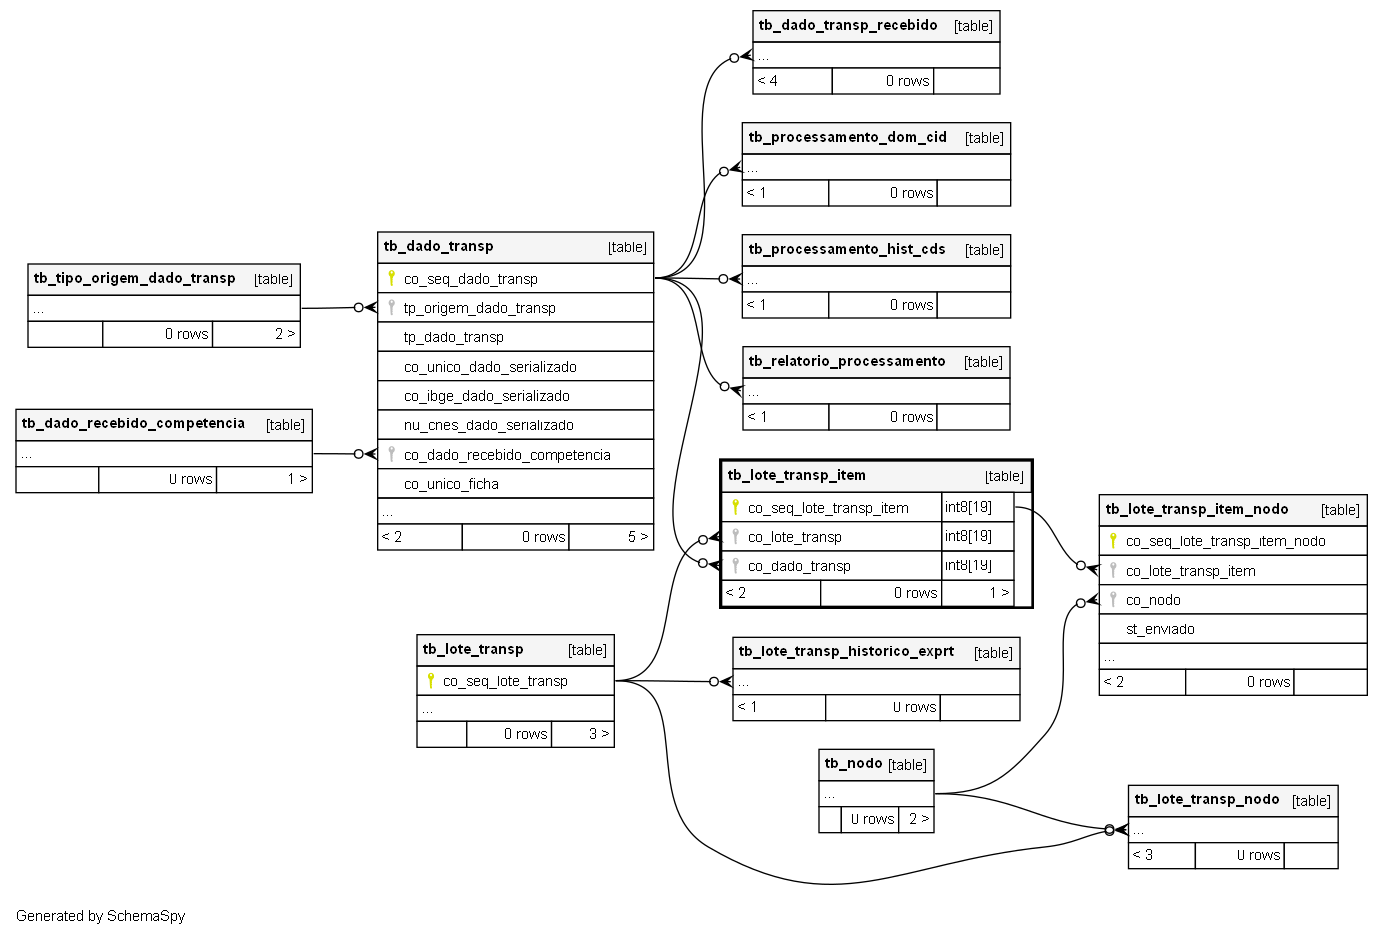 tb_dado_transp_recebido [table]
...
< 4 0 rows
tb_processamento_dom_cid [table]
...
< 1 0 rows
tb_processamento_hist_cds [table]
...
< 1 0 rows
tb_relatorio_processamento [table]
...
< 1 0 rows
tb_tipo_origem_dado_transp [table]
...
0 rows 2 >
tb_dado_recebido_competencia [table]
...
0 rows 1 >
tb_dado_transp [table]
co_seq_dado_transp
tp_origem_dado_transp
tp_dado_transp
co_unico_dado_serializado
co_ibge_dado_serializado
nu_cnes_dado_serializado
co_dado_recebido_competencia
co_unico_ficha
...
< 2 0 rows 5 >
tb_lote_transp_item [table]
co_seq_lote_transp_item int8[19]
co_lote_transp int8[19]
co_dado_transp int8[19]
< 2 0 rows 1 >
tb_lote_transp_item_nodo [table]
co_seq_lote_transp_item_nodo
co_lote_transp_item
co_nodo
st_enviado
...
< 2 0 rows
tb_lote_transp [table]
co_seq_lote_transp
...
0 rows 3 >
tb_lote_transp_historico_exprt [table]
...
< 1 0 rows
tb_nodo [table]
...
0 rows 2 >
tb_lote_transp_nodo [table]
...
< 3 0 rows
Generated by SchemaSpy